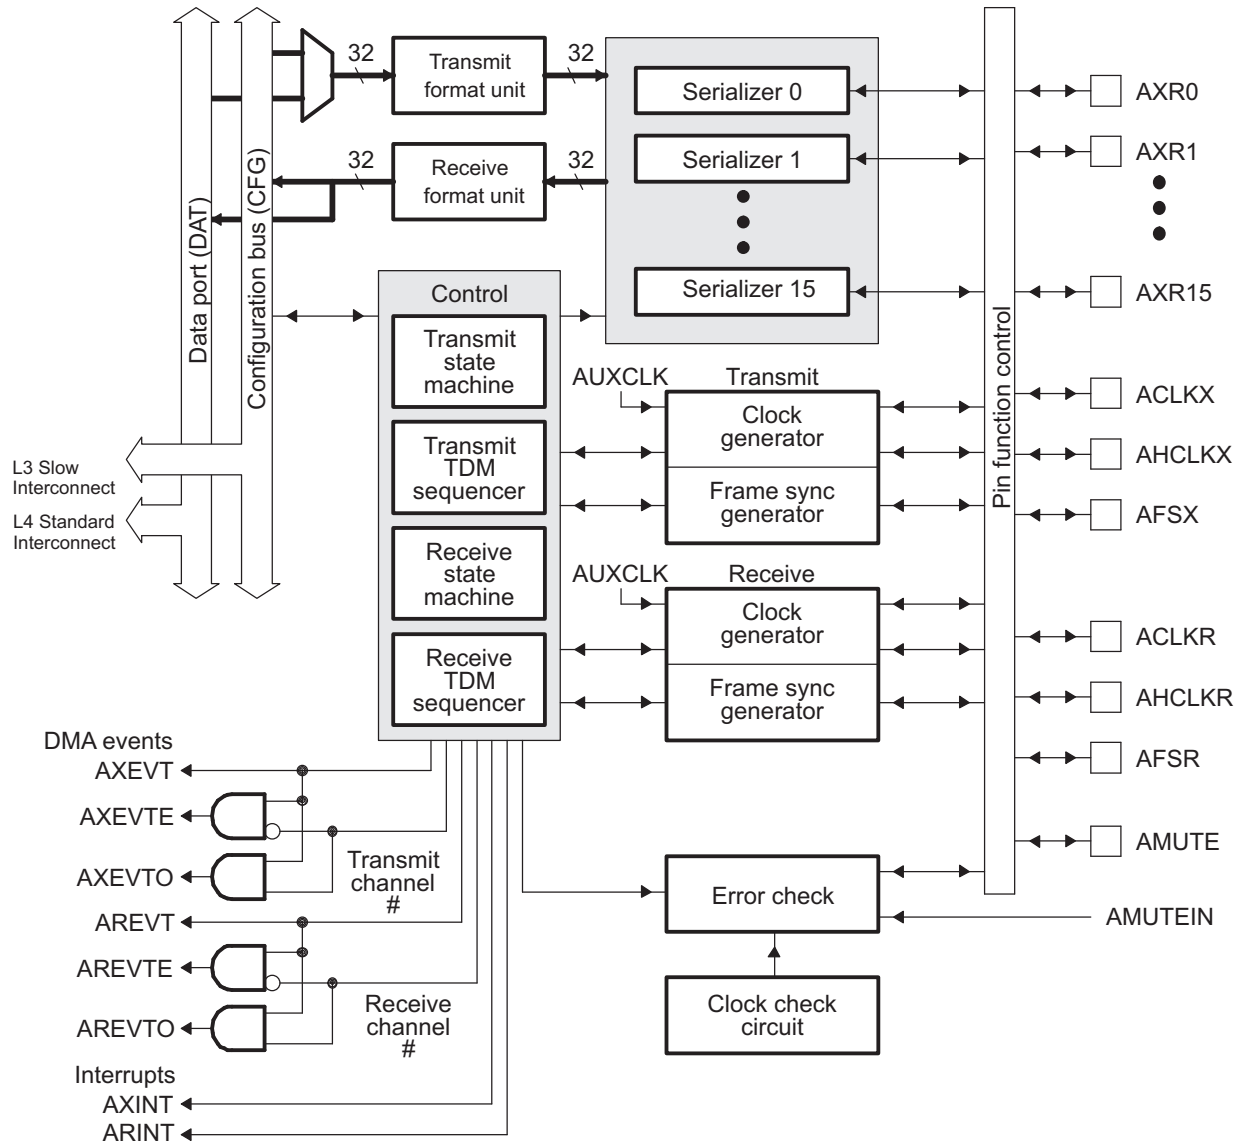 32
Transmit
format unit
32
Serializer 0
AXR0
Serializer 1
AXR1
32
Receive
format unit
32
Data port (DAT)
Configuration bus (CFG)
Serializer 15
AXR15
Control
Transmit
state
machine
Transmit
TDM
sequencer
Receive
state
machine
Receive
TDM
sequencer
Pin function control
AUXCLK
Transmit
Clock
generator
Frame sync
generator
ACLKX
AHCLKX
AFSX
L3 Slow
Interconnect
L4 Standard
Interconnect
AUXCLK
Receive
Clock
generator
Frame sync
generator
ACLKR
AHCLKR
AFSR
DMA events
AXEVT
AXEVTE
AXEVTO
Transmit
channel
#
AREVT
AREVTE
AREVTO
Receive
channel
#
Error check
AMUTE
AMUTEIN
Clock check
circuit
Interrupts
AXINT
ARINT